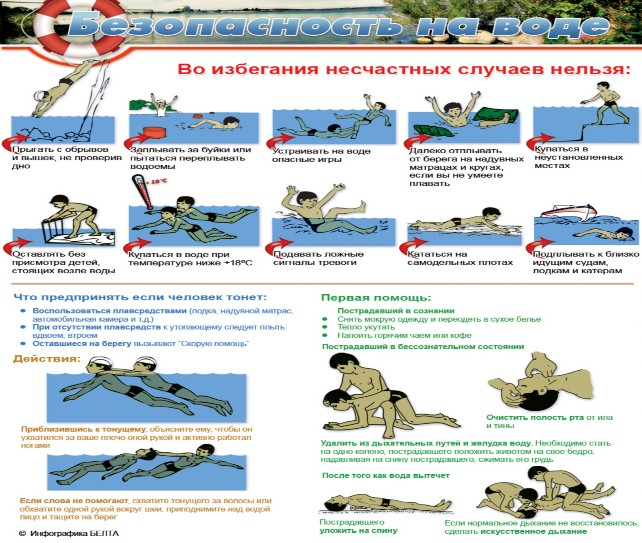 Безопасность на воде
Во избегания несчастных случаев нельзя:
Прыгать с обрывов
и вышек, не проверив
дно
Заплывать за буйки или
пытаться переплывать
водоемы
Устраивать на воде
опасные игры
Далеко отплывать
от берега на надувных
матрацах и кругах,
если вы не умеете
плавать
Купаться в
неустановленных
местах
+18°C
Оставлять без
присмотра детей,
стоящих возле воды
Купаться в воде при
температуре ниже +18ºС
Подавать ложные
сигналы тревоги
Кататься на
самодельных плотах
Подплывать к близко
идущим судам,
лодкам и катерам
Что предпринять если человек тонет:
Воспользоваться плавсредствами (лодка, надувной матрас,
автомобильная камера и т.д.)
При отсутствии плавсредств к утопающему следует плыть
вдвоем, втроем
Оставшиеся на берегу вызывают "Скорую помощь"
Действия:
Приблизившись к тонущему, объясните ему, чтобы он
ухватился за ваше плечо оной рукой и активно работал
ногами
Если слова не помогают, схватите тонущего за волосы или
обхватите одной рукой вокруг шеи, приподнимите над водой
лицо и тащите на берег
© Инфографика БЕЛТА
Первая помощь:
Пострадавший в сознании
Снять мокрую одежду и переодеть в сухое белье
Тепло укутать
Напоить горячим чаем или кофе
Пострадавший в бессознательном состоянии
Очистить полость рта от ила
и тины
Удалить из дыхательных путей и желудка воду. Необходимо стать
на одно колено, пострадавшего положить животом на свое бедро,
надавливая на спину пострадавшего, сжимать его грудь
После того как вода вытечет
Пострадавшего
уложить на спину
Если нормальное дыхание не восстановилось,
сделать искусственное дыхание